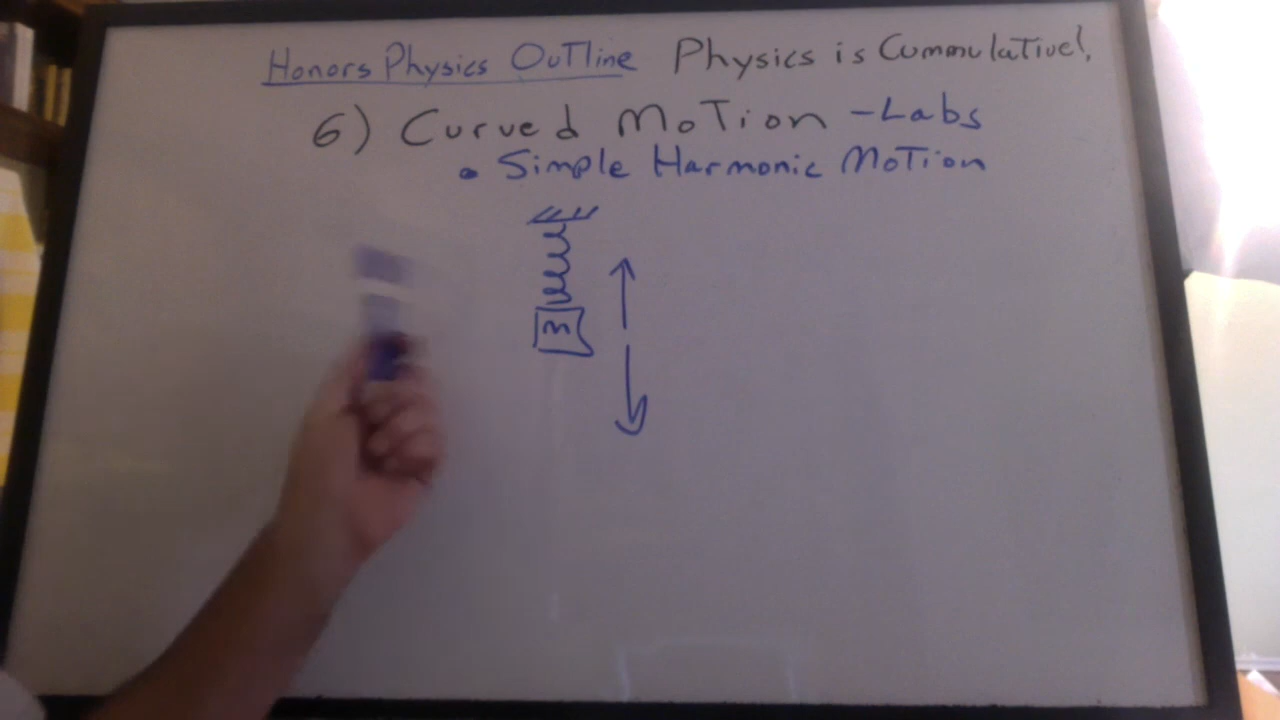 Honors Physics Outline Physics is Cummulative!
6) Curved Motion - Labs
• Simple Harmonic Motion
m